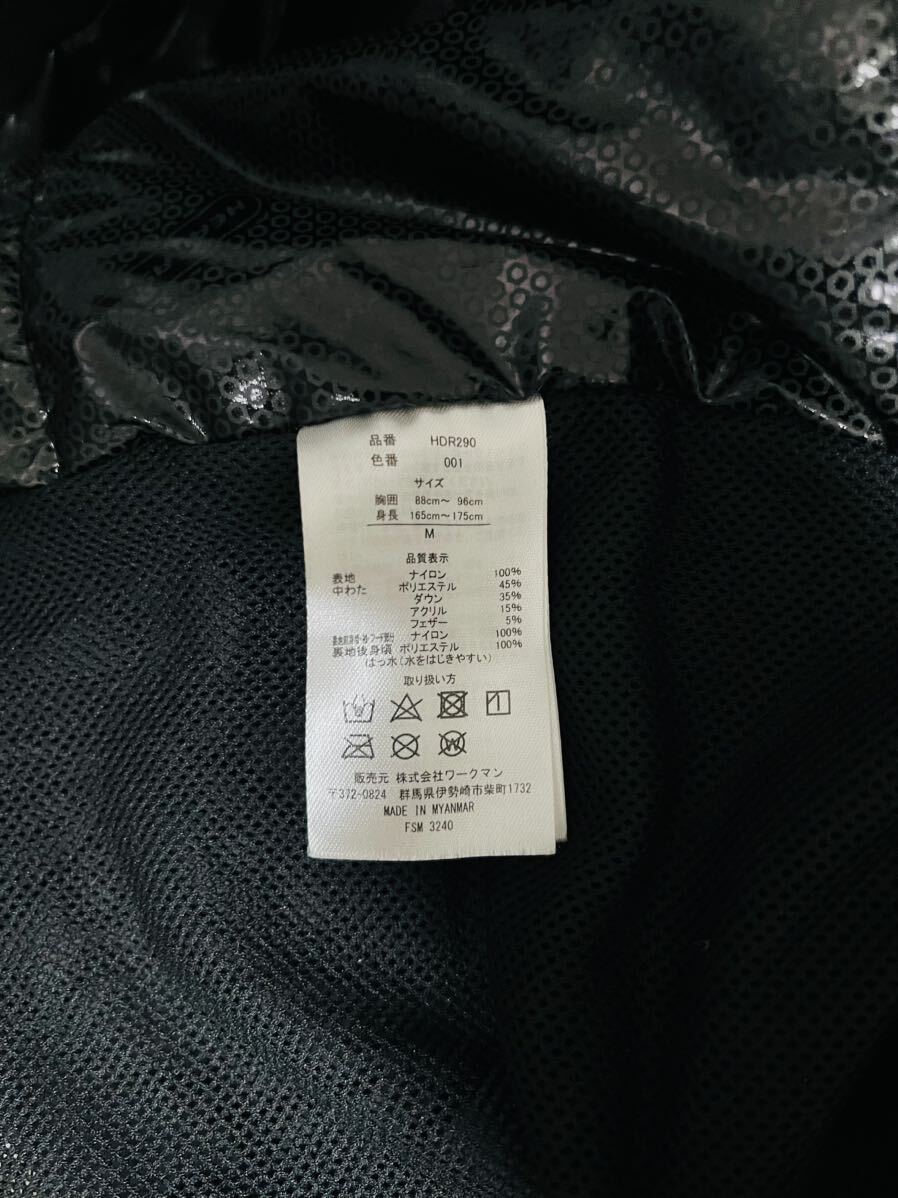 品番 HDR290
色番 001
サイズ
胸囲 88cm～ 96cm
身長 165cm～175cm
M
品質表示
表地 ナイロン 100%
中わた ポリエステル 45%
ダウン 35%
アクリル 15%
フェザー 5%
ナイロン 100%
裏地後身頃 ポリエステル 100%
はっ水(水をはじきやすい)
取り扱い方
販売元 株式会社ワークマン
〒372-0824 群馬県伊勢崎市柴町1732
MADE IN MYANMAR
FSM 3240